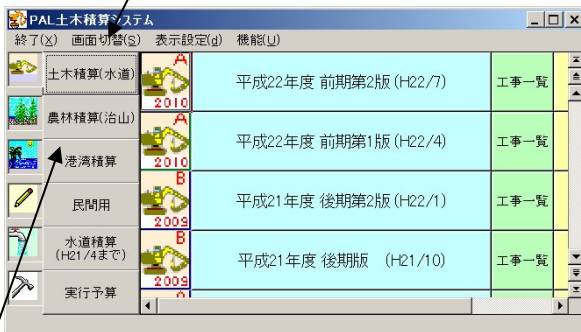 PAL土木積算システム
終了(X) 画面切替(S) 表示設定(d) 機能(U)
土木積算(水道)
農林積算(治山)
港湾積算
民間用
水道積算
(H21/4まで)
実行予算
A
2010
平成22年度 前期第2版(H22/7)
工事一覧
A
2010
平成22年度 前期第1版(H22/4)
工事一覧
B
2009
平成21年度 後期第2版(H22/1)
工事一覧
B
2009
平成21年度 後期版 (H21/10)
工事一覧